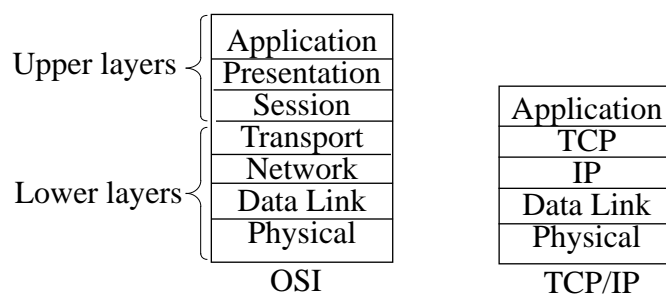 Upper layers
Application
Presentation
Session
Lower layers
Transport
Network
Data Link
Physical
OSI
Application
TCP
IP
Data Link
Physical
TCP/IP